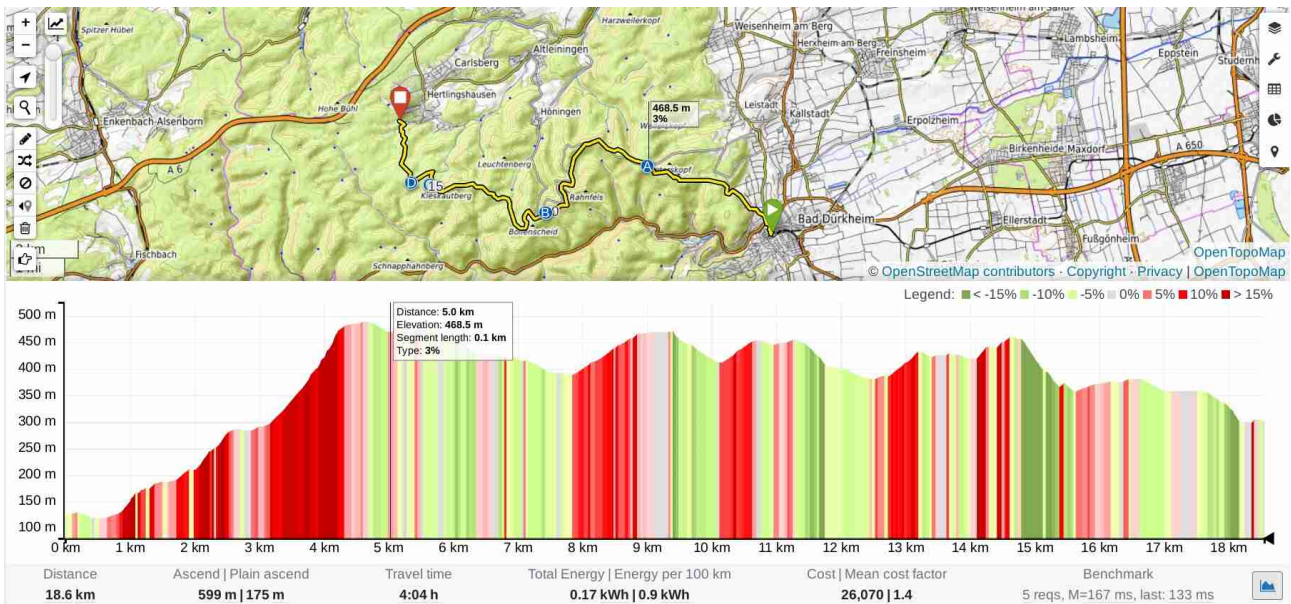 Spitzer Hübel
Harzweilerkopf
Weisenheim am Berg
Lambsheim
Altleiningen
Herxheim am Berg
Freinsheim
Eppstein
Studernh
Carlsberg
Hertlingshausen
Leistadt
Kallstadt
Hohe Bühl
Enkenbach-Alsenborn
Höningen
468.5 m
3%
Erpolzheim
Birkenheide Maxdorf
A 650
A 6
Leuchtenberg
A
D
15
Kieskautberg
Rahnfels
B
Bad Dürkheim
Ellerstadt
Bollenscheid
Fußgönheim
Fischbach
Schnapphahnberg
OpenTopoMap
© OpenStreetMap contributors · Copyright · Privacy | OpenTopoMap
Legend: < -15% -10% -5% 0% 5% 10% > 15%
500 m
450 m
400 m
350 m
300 m
250 m
200 m
150 m
100 m
Distance: 5.0 km
Elevation: 468.5 m
Segment length: 0.1 km
Type: 3%
0 km 1 km 2 km 3 km 4 km 5 km 6 km 7 km 8 km 9 km 10 km 11 km 12 km 13 km 14 km 15 km 16 km 17 km 18 km
Distance Ascend | Plain ascend Travel time Total Energy | Energy per 100 km Cost | Mean cost factor Benchmark
18.6 km 599 m | 175 m 4:04 h 0.17 kWh | 0.9 kWh 26,070 | 1.4 5 reqs, M=167 ms, last: 133 ms